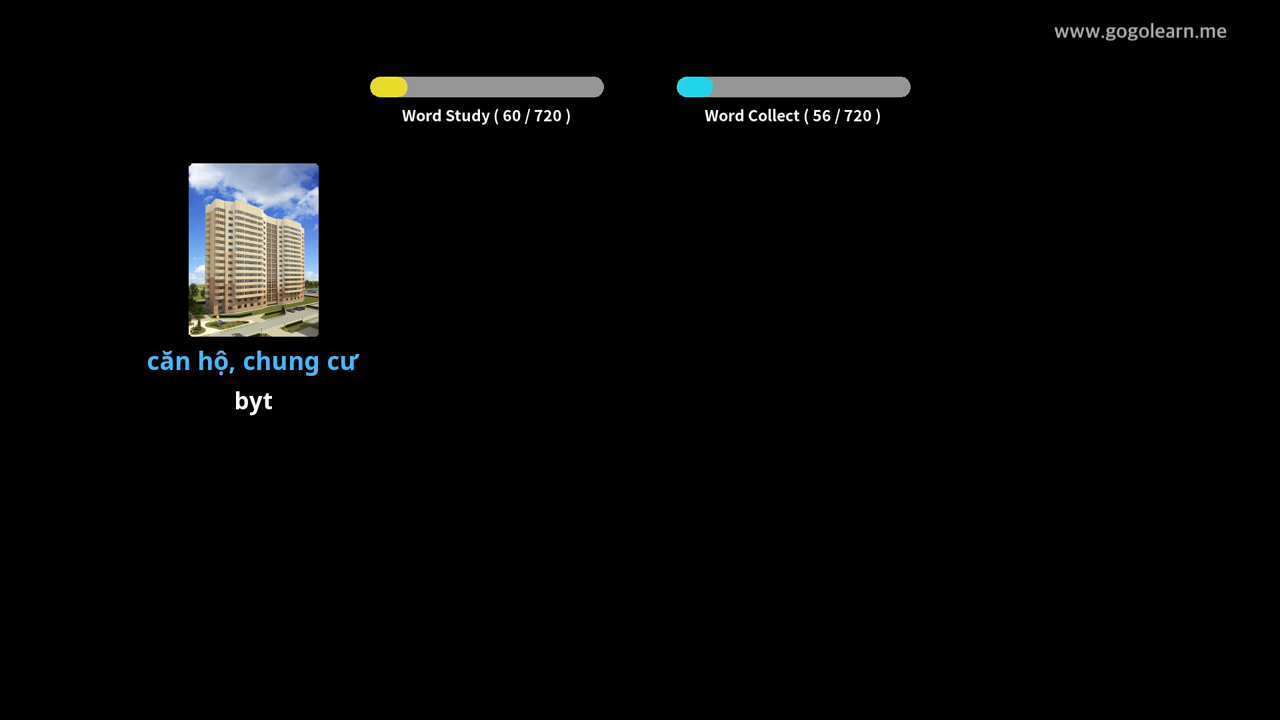 www.gogolearn.me
Word Study ( 60 / 720 )
Word Collect ( 56 / 720 )
căn hộ, chung cư
byt